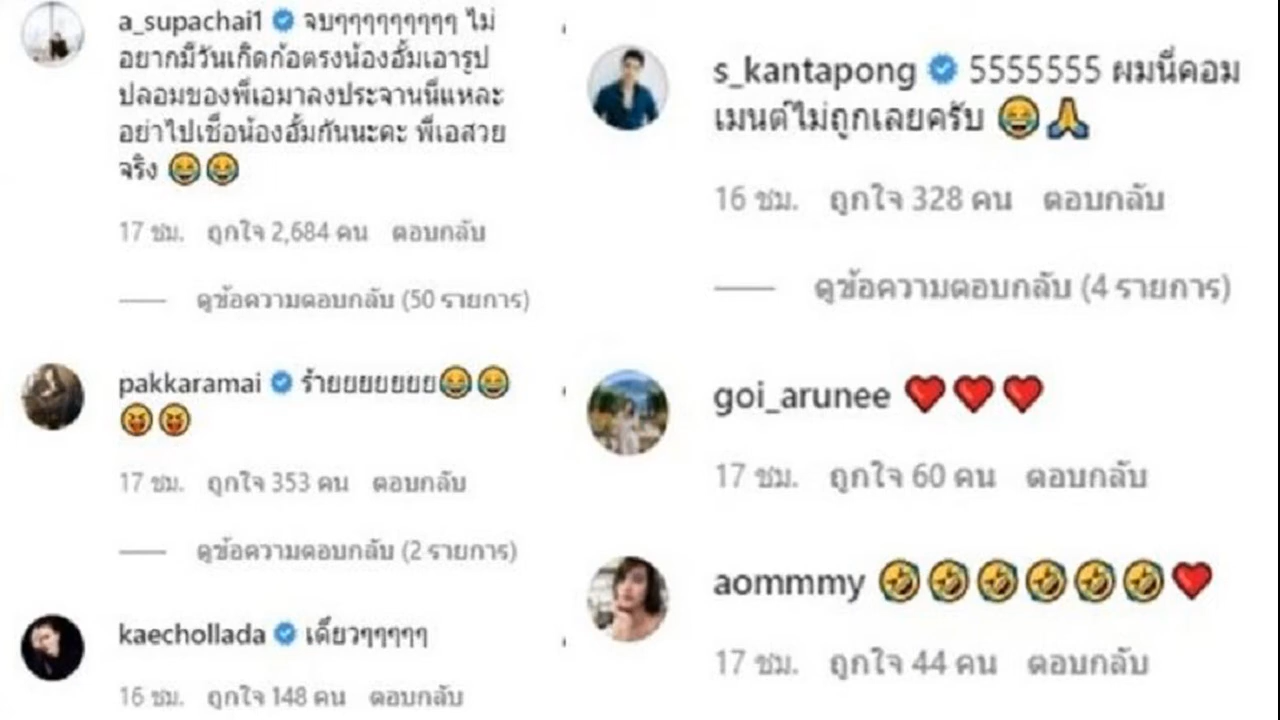 a_supachai1 จบๆๆๆๆๆๆๆๆๆ ไม่
อยากมีวันเกิดก้อตรงน้องฮั้มเอารูป
ปลอมของพี่เอมาลงประจานนี่แหละ
อย่าไปเชื่อน้องฮั้มกันนะคะ พี่เอสวย
จริง 😂😂
17 ชม. ถูกใจ 2,684 คน ตอบกลับ
ดูข้อความตอบกลับ (50 รายการ)
pakkaramai ร้ายยยยยยย😂😂
😝😝
17 ชม. ถูกใจ 353 คน ตอบกลับ
ดูข้อความตอบกลับ (2 รายการ)
kaechollada เดี๋ยวๆๆๆๆๆ
16 ชม. ถูกใจ 148 คน ตอบกลับ
s_kantapong 5555555 ผมนี่คอม
เมนต์ไม่ถูกเลยครับ 😂🙏
16 ชม. ถูกใจ 328 คน ตอบกลับ
ดูข้อความตอบกลับ (4 รายการ)
goi_arunee ❤️❤️❤️
17 ชม. ถูกใจ 60 คน ตอบกลับ
aommmy 🤣🤣🤣🤣🤣🤣❤️
17 ชม. ถูกใจ 44 คน ตอบกลับ